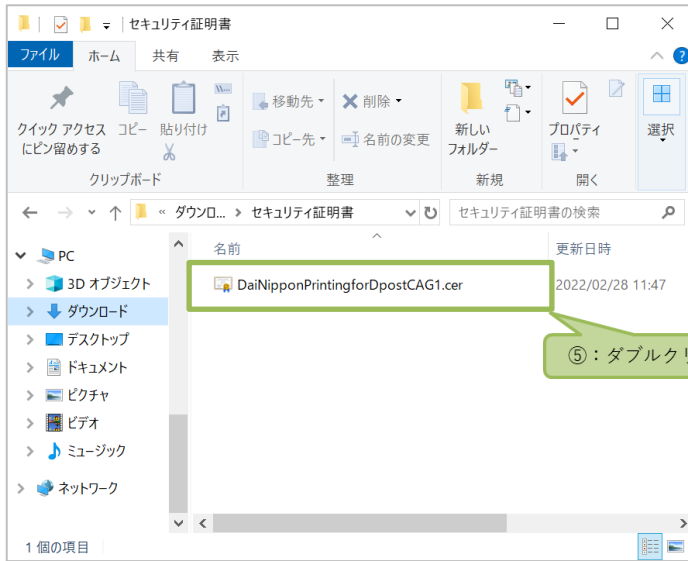 セキュリティ証明書
ファイル ホーム 共有 表示
クイック アクセス
にピン留めする
コピー
貼り付け
移動先
コピー先
削除
名前の変更
新しい
フォルダー
プロパティ
選択
クリップボード 整理 新規 開く
ダウンロ... セキュリティ証明書 セキュリティ証明書の検索
名前 更新日時
DaiNipponPrintingforDpostCAG1.cer 2022/02/28 11:47
⑤：ダブルクリ
PC
3D オブジェクト
ダウンロード
デスクトップ
ドキュメント
ピクチャ
ビデオ
ミュージック
ネットワーク
1 個の項目